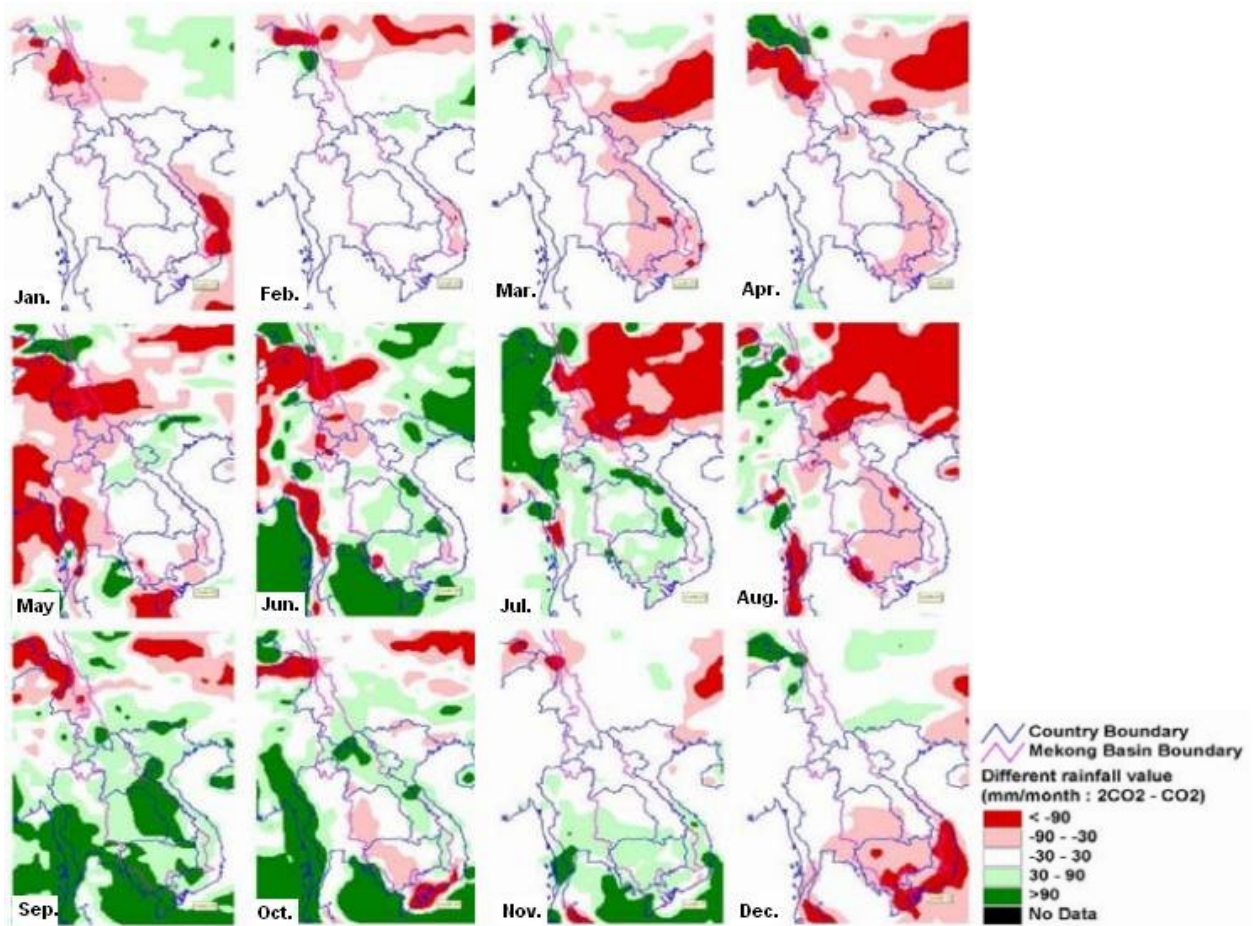 Jan.
Feb.
Mar.
Apr.
May
Jun.
Jul.
Aug.
Sep.
Oct.
Nov.
Dec.
Country Boundary
Mekong Basin Boundary
Different rainfall value
(mm/month : 2CO2 - CO2)
< -90
-90 - -30
-30 - 30
30 - 90
>90
No Data